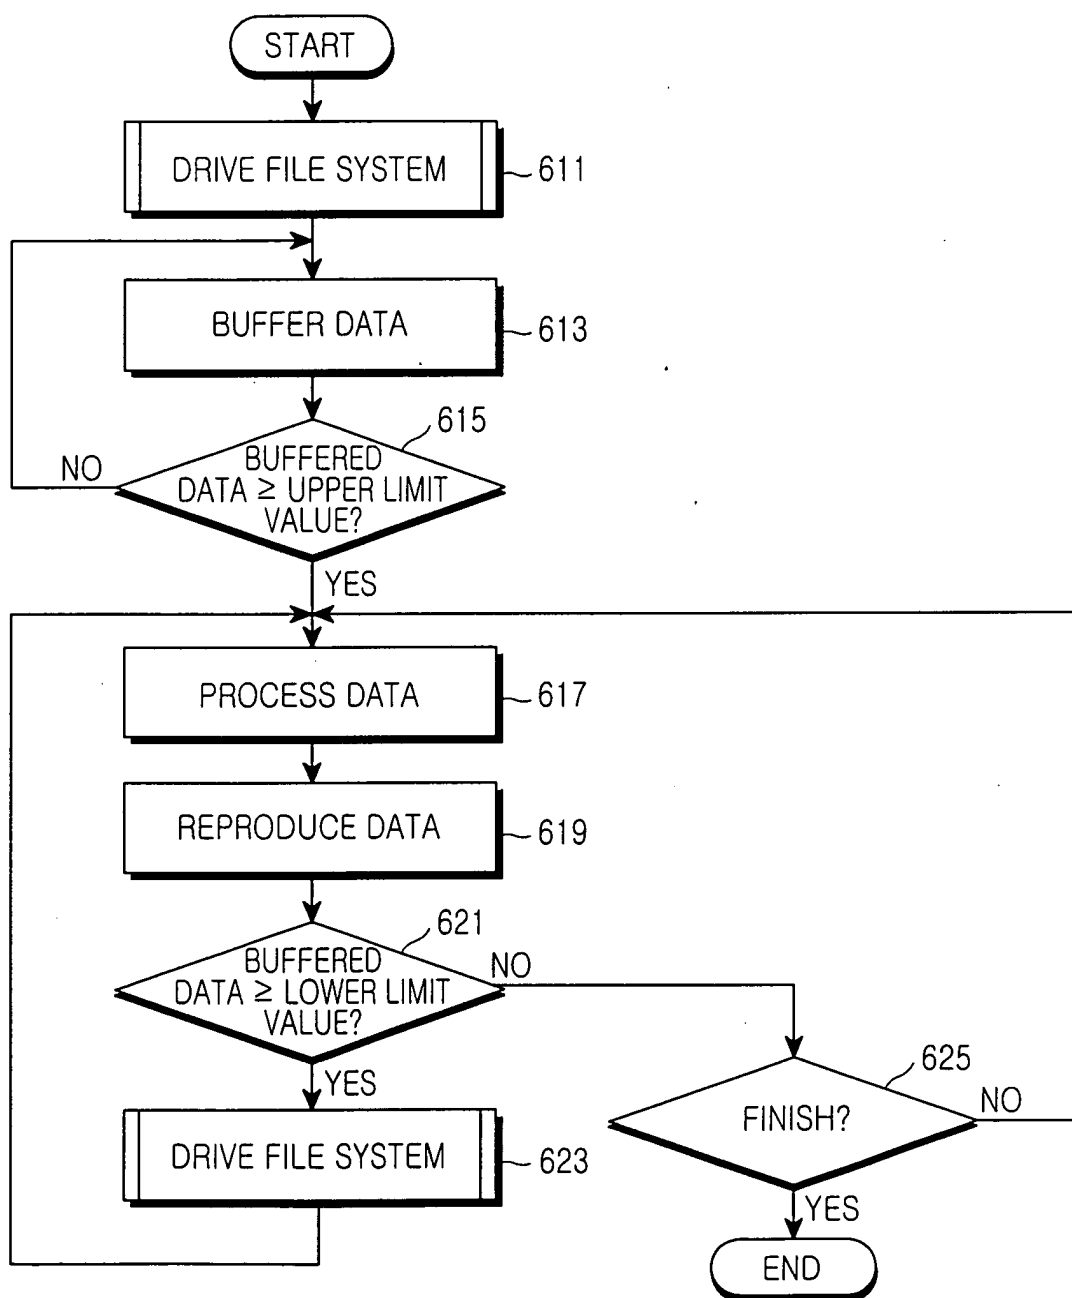 START
DRIVE FILE SYSTEM
611
BUFFER DATA
613
615
BUFFERED
DATA ≥ UPPER LIMIT
VALUE?
NO
YES
PROCESS DATA
617
REPRODUCE DATA
619
621
BUFFERED
DATA ≥ LOWER LIMIT
VALUE?
NO
YES
625
FINISH?
NO
DRIVE FILE SYSTEM
623
YES
END